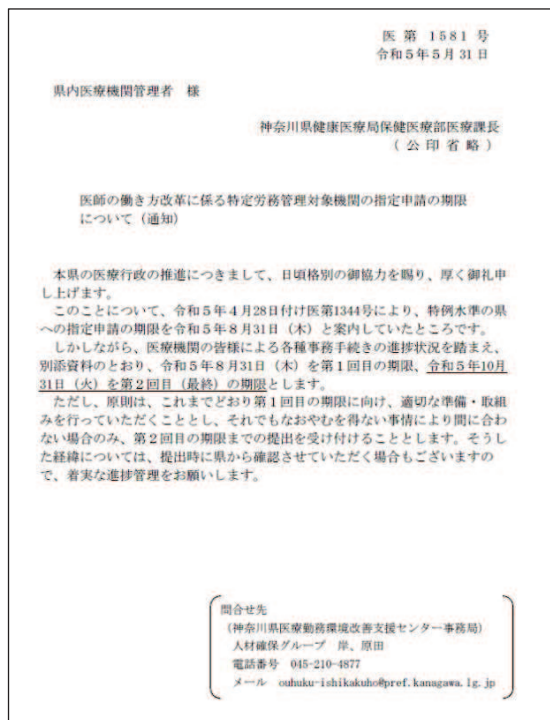 医第1581号
令和5年5月31日
県内医療機関管理者 様
神奈川県健康医療局保健医療部医療課長
(公印省略)
医師の働き方改革に係る特定労務管理対象機関の指定申請の期限
について(通知)
本県の医療行政の推進につきまして、日頃格別の御協力を賜り、厚く御礼申
し上げます。
このことについて、令和5年4月28日付け医第1344号により、特例水準の県
への指定申請の期限を令和5年8月31日(木)と案内していたところです。
しかしながら、医療機関の皆様による各種事務手続きの進捗状況を踏まえ、
別添資料のとおり、令和5年8月31日(木)を第1回目の期限、令和5年10月
31日(火)を第2回目(最終)の期限とします。
ただし、原則は、これまでどおり第1回目の期限に向け、適切な準備・取組
みを行っていただくこととし、それでもなおやむを得ない事情により間に合わ
ない場合のみ、第2回目の期限までの提出を受け付けることとします。そうし
た経緯については、提出時に県から確認させていただく場合もございますの
で、着実な進捗管理をお願いします。
問合せ先
(神奈川県医療勤務環境改善支援センター事務局)
人材確保グループ 岸、原田
電話番号 045-210-4877
メール ouhuku-ishikakuho@pref.kanagawa.lg.jp